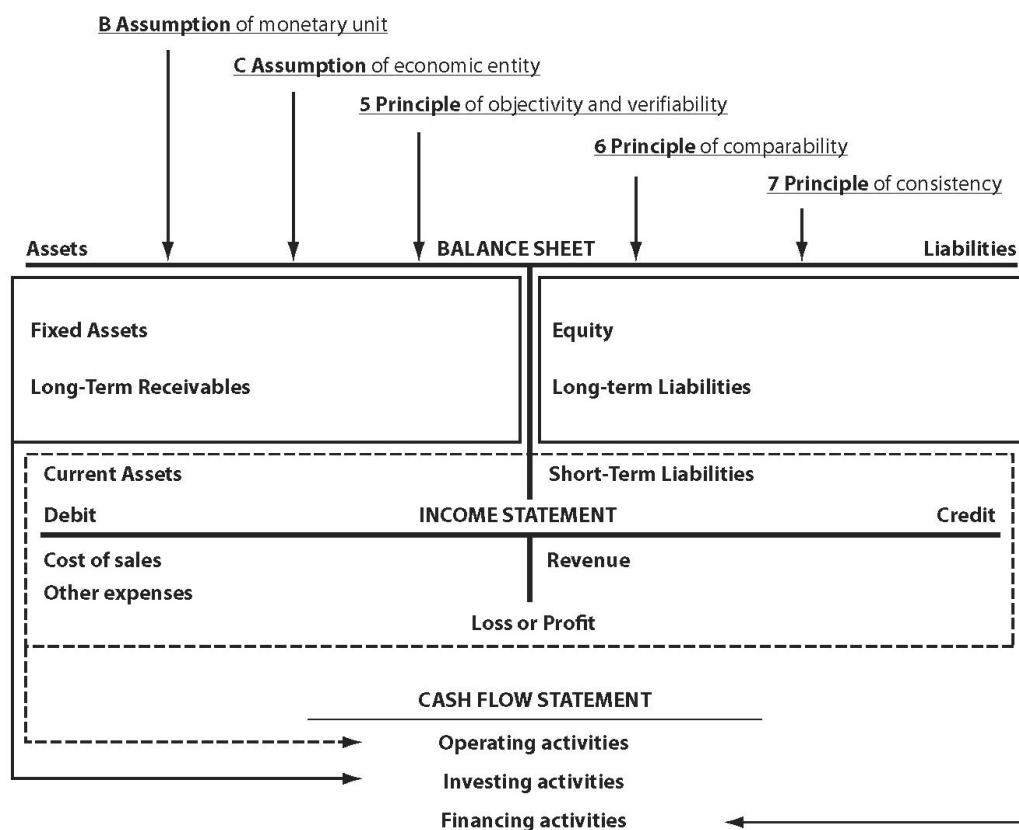 B Assumption of monetary unit
C Assumption of economic entity
5 Principle of objectivity and verifiability
6 Principle of comparability
7 Principle of consistency
Assets BALANCE SHEET Liabilities
Fixed Assets Equity
Long-Term Receivables Long-term Liabilities
Current Assets Short-Term Liabilities
Debit INCOME STATEMENT Credit
Cost of sales Revenue
Other expenses
Loss or Profit
CASH FLOW STATEMENT
Operating activities
Investing activities
Financing activities